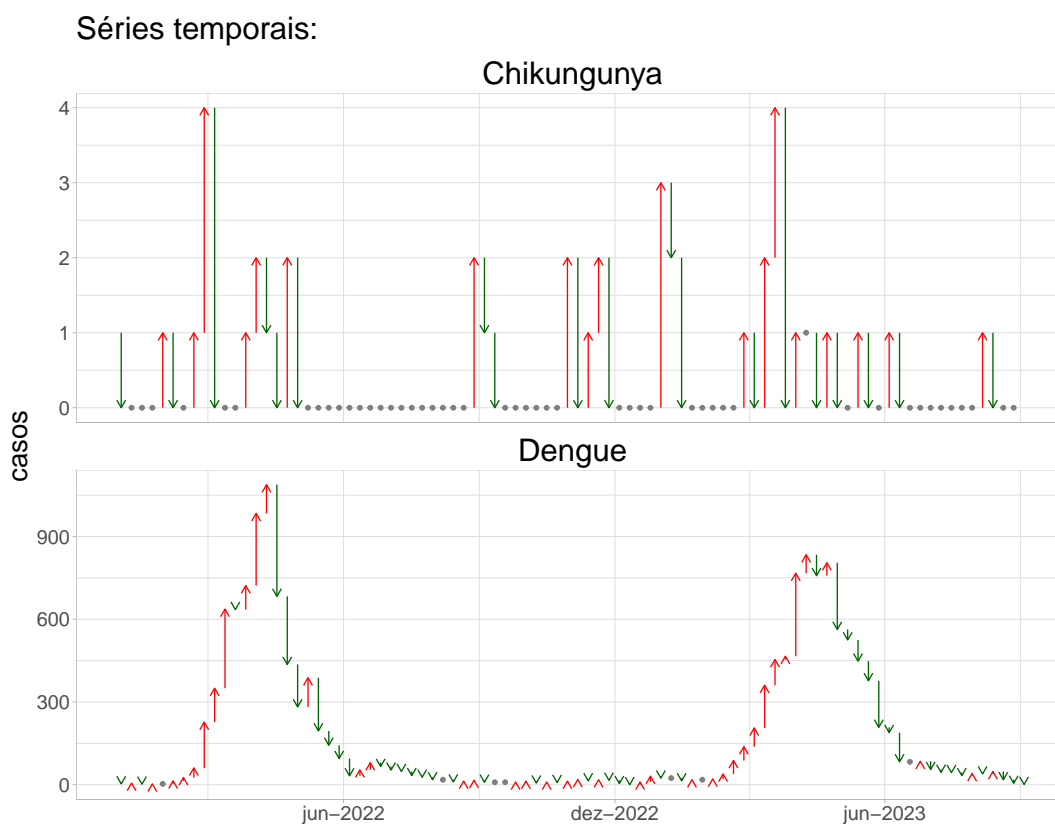 Séries temporais:
Chikungunya
4
3
2
1
0
casos
Dengue
900
600
300
0
jun−2022
dez−2022
jun−2023